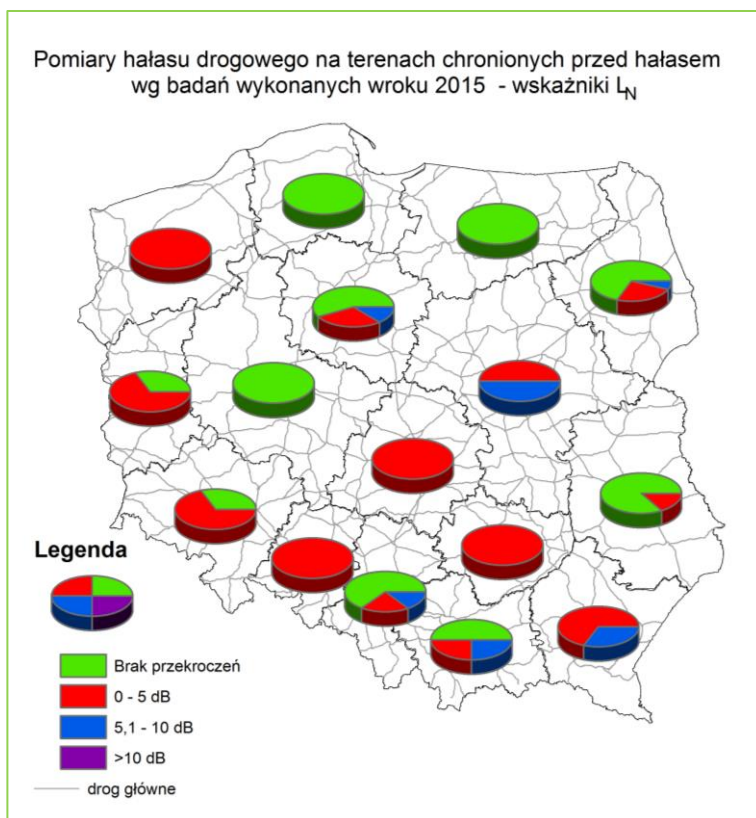 Pomiary hałasu drogowego na terenach chronionych przed hałasem
wg badań wykonanych wroku 2015 - wskażniki LN
Legenda
Brak przekroczeń
0 - 5 dB
5,1 - 10 dB
>10 dB
drog główne